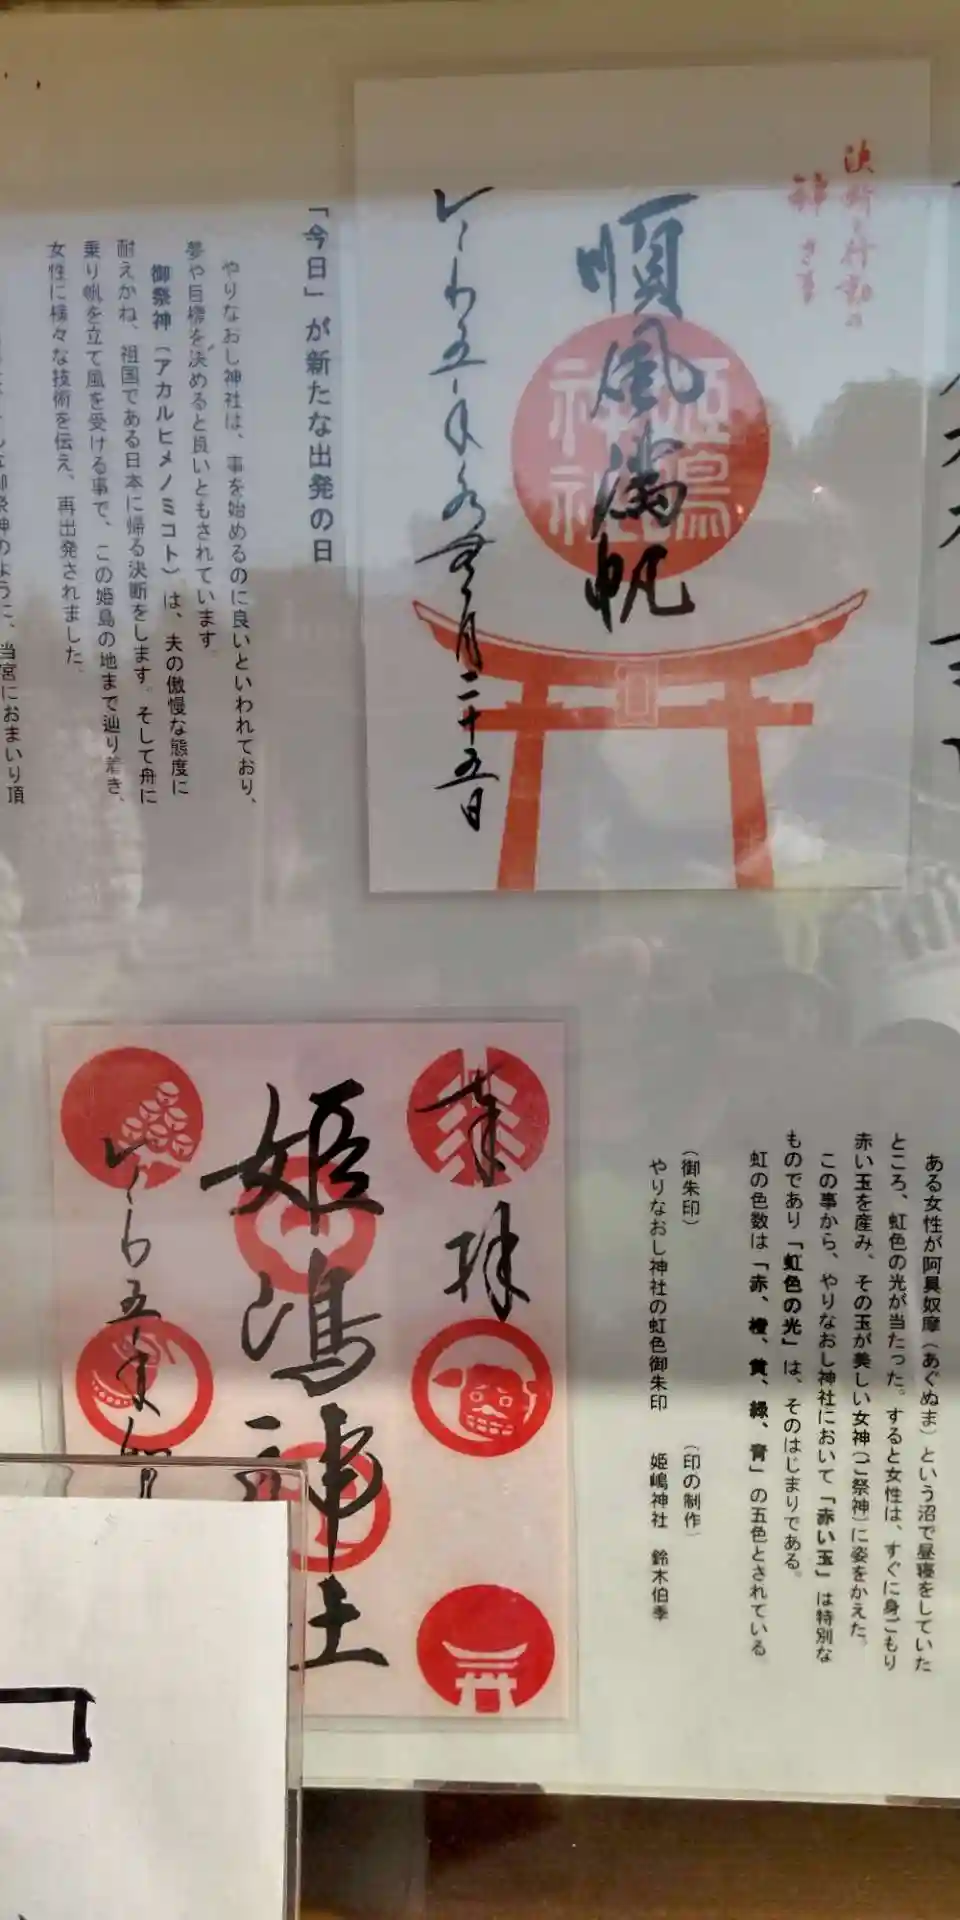 決断と行動の
神さま
順風満帆
姫嶋
神社
「今日」が新たな出発の日
やりなおし神社は、事を始めるのに良いといわれており、
夢や目標を決めると良いともされています。
御祭神（アカルヒメノミコト）は、夫の傲慢な態度に
耐えかね、祖国である日本に帰る決断をします。そして舟に
乗り帆を立て風を受ける事で、この姫島の地まで辿り着き、
女性に様々な技術を伝え、再出発されました。
御祭神のように、当宮におまいり頂
ある女性が阿具奴摩（あぐぬま）という沼で昼寝をしていた
ところ、虹色の光が当たった。すると女性は、すぐに身ごもり
赤い玉を産み、その玉が美しい女神（ご祭神）に姿をかえた。
この事から、やりなおし神社において「赤い玉」は特別な
ものであり「虹色の光」は、そのはじまりである。
虹の色数は「赤、橙、黄、緑、青」の五色とされている
（御朱印）
やりなおし神社の虹色御朱印
（印の制作）
姫嶋神社　鈴木伯季
奉拝
姫嶋神社